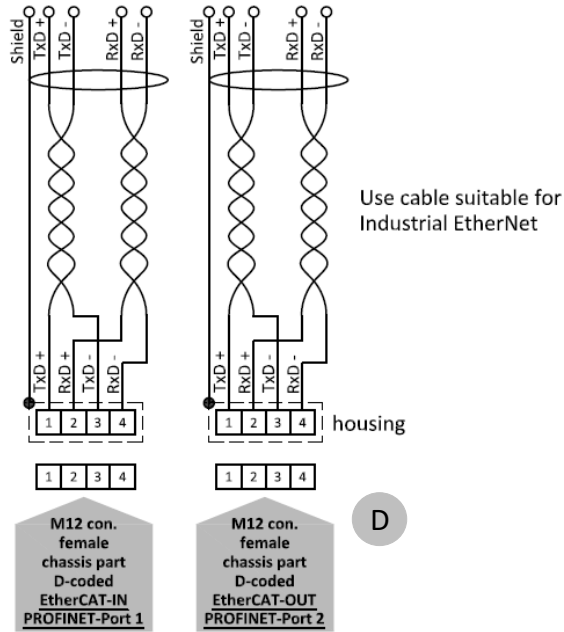 Shield
TxD +
TxD -
RxD +
RxD -
Shield
TxD +
TxD -
RxD +
RxD -
Use cable suitable for
Industrial EtherNet
TxD +
RxD +
TxD -
RxD -
TxD +
RxD +
TxD -
RxD -
1 2 3 4
1 2 3 4
housing
1 2 3 4
1 2 3 4
D
M12 con.
female
chassis part
D-coded
EtherCAT-IN
PROFINET-Port 1
M12 con.
female
chassis part
D-coded
EtherCAT-OUT
PROFINET-Port 2